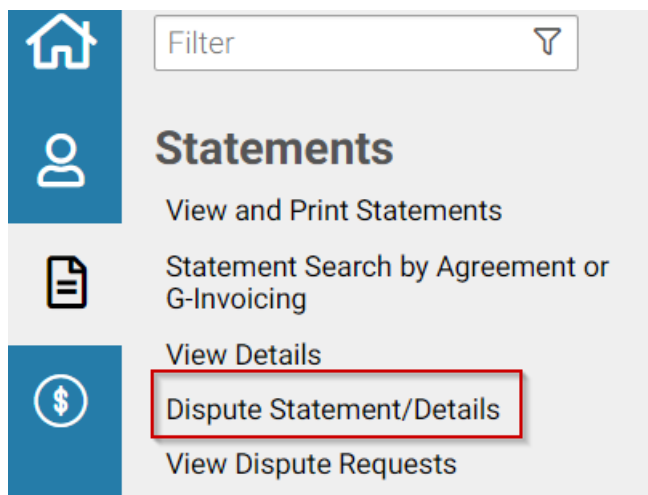 Filter
Statements
View and Print Statements
Statement Search by Agreement or
G-Invoicing
View Details
Dispute Statement/Details
View Dispute Requests
$